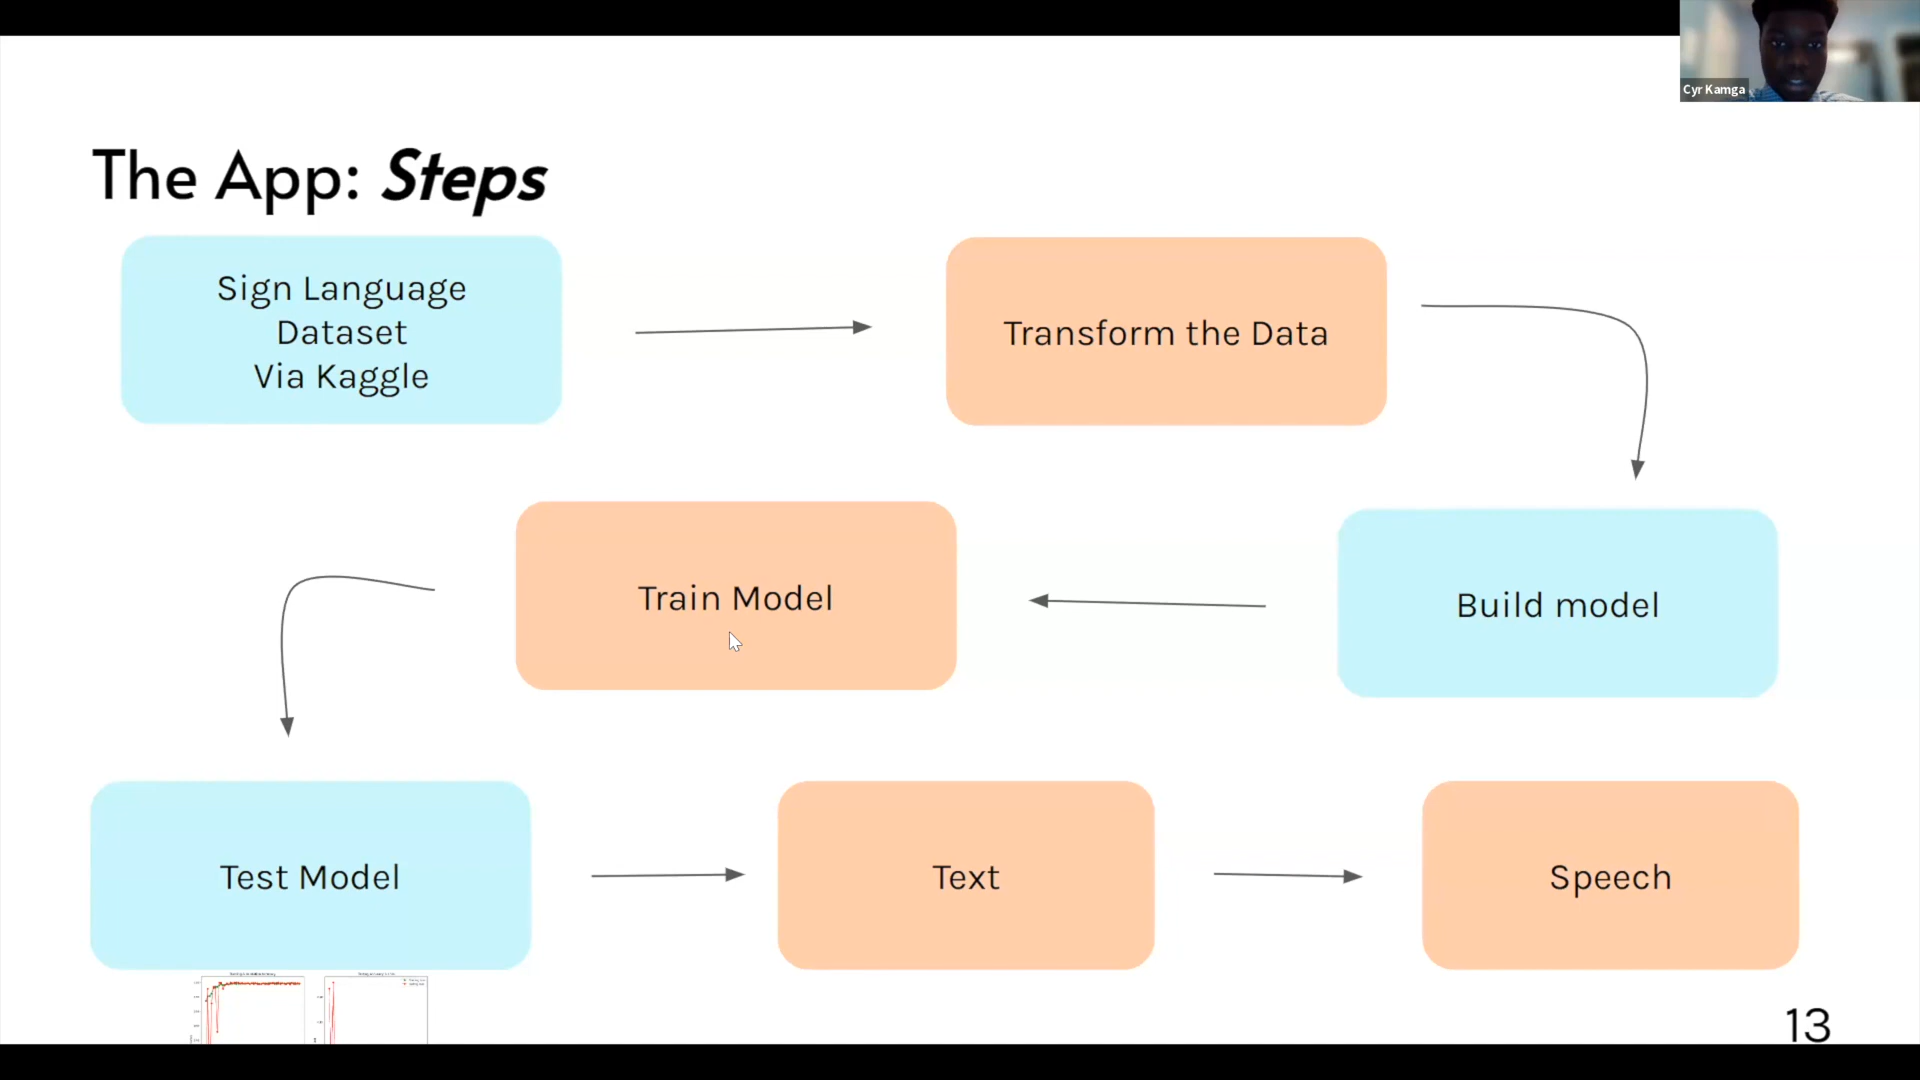 Cyr Kamga
The App: Steps
Sign Language
Dataset
Via Kaggle
Transform the Data
Train Model
Build model
Test Model
Text
Speech
13